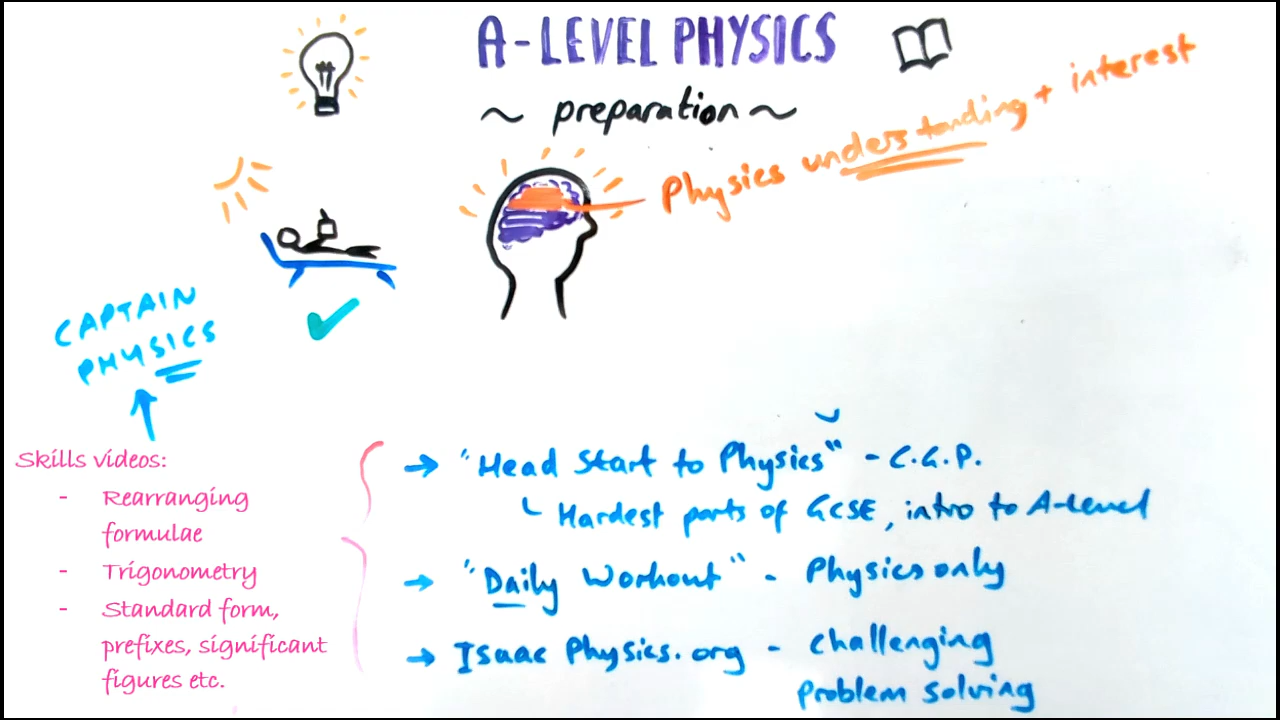 A-LEVEL PHYSICS
~ preparation ~
Physics understanding + interest
CAPTAIN
PHYSICS
Skills videos:
- Rearranging
formulae
- Trigonometry
- Standard form,
prefixes, significant
figures etc.
→ "Head Start to Physics" - C.G.P.
Hardest parts of GCSE, intro to A-Level
→ "Daily Workout" - Physics only
→ Isaac Physics.org - challenging
problem solving